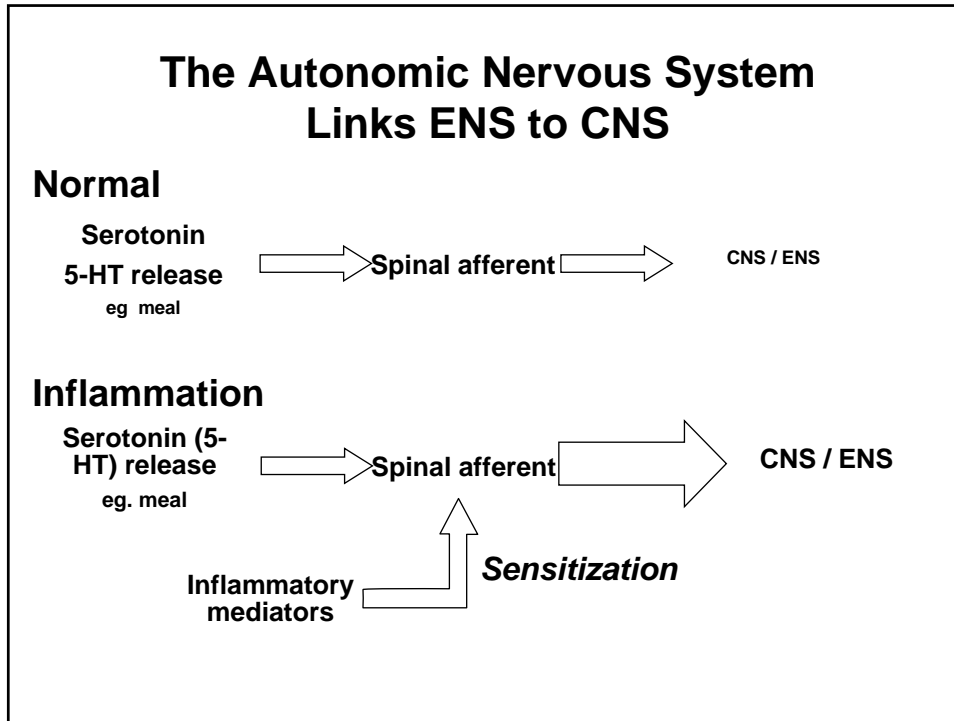 The Autonomic Nervous System
Links ENS to CNS
Normal
Serotonin
5-HT release
eg meal
Spinal afferent
CNS / ENS
Inflammation
Serotonin (5-
HT) release
eg. meal
Spinal afferent
CNS / ENS
Sensitization
Inflammatory
mediators